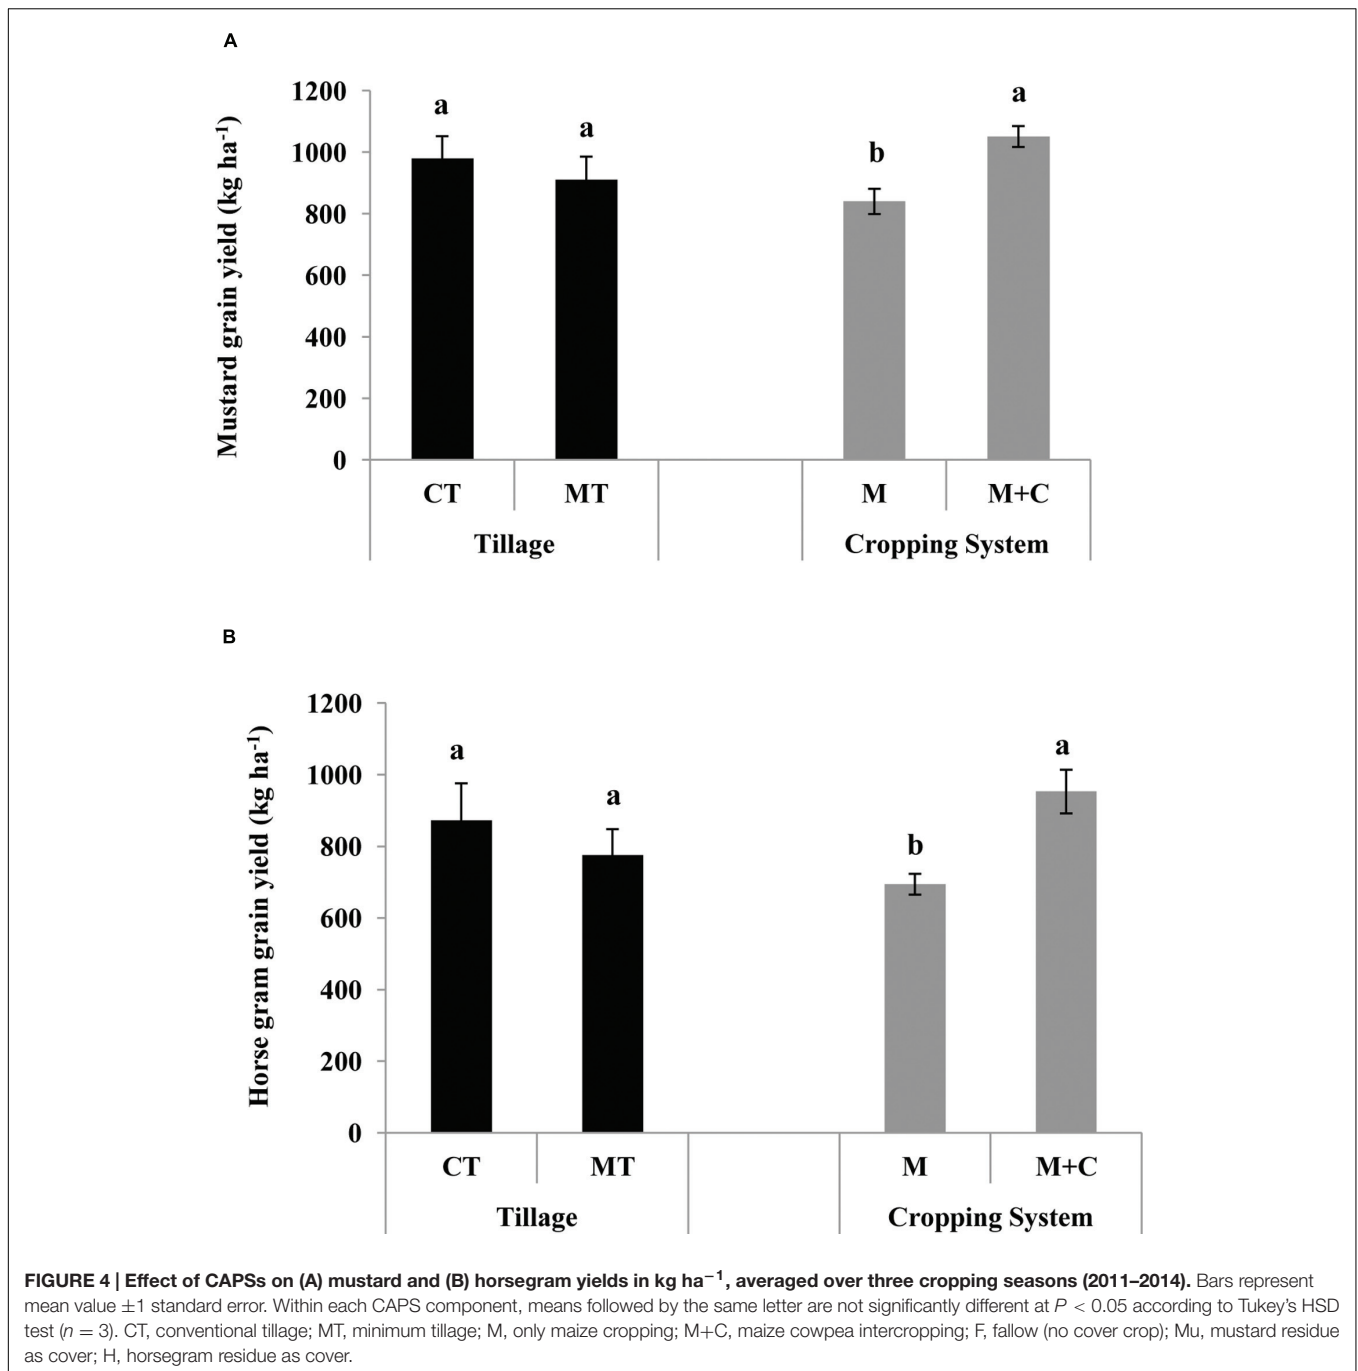 A
Mustard grain yield (kg ha⁻¹)
1200
1000
800
600
400
200
0
a
a
b
a
CT
MT
M
M+C
Tillage
Cropping System
B
Horse gram grain yield (kg ha⁻¹)
1200
1000
800
600
400
200
0
a
a
b
a
CT
MT
M
M+C
Tillage
Cropping System
FIGURE 4 | Effect of CAPSs on (A) mustard and (B) horsegram yields in kg ha⁻¹, averaged over three cropping seasons (2011–2014). Bars represent
mean value ±1 standard error. Within each CAPS component, means followed by the same letter are not significantly different at P < 0.05 according to Tukey's HSD
test (n = 3). CT, conventional tillage; MT, minimum tillage; M, only maize cropping; M+C, maize cowpea intercropping; F, fallow (no cover crop); Mu, mustard residue
as cover; H, horsegram residue as cover.